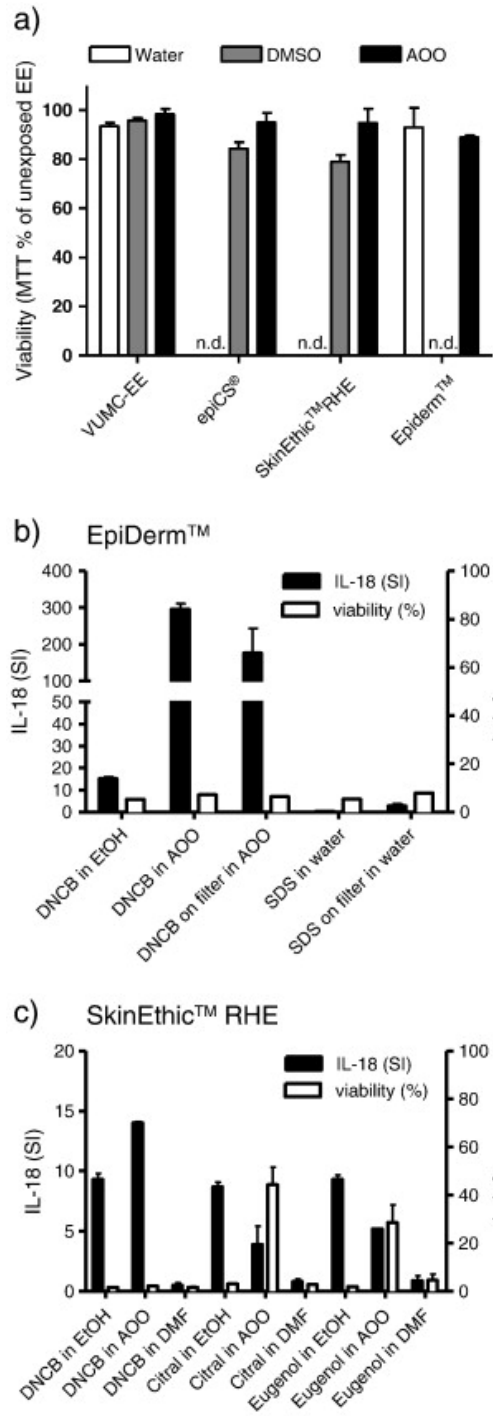 a)
Water DMSO AOO
Viability (MTT % of unexposed EE)
100
80
60
40
20
0
n.d. n.d. n.d.
VUMC-EE
epiCS®
SkinEthic™RHE
Epiderm™
b) EpiDerm™
IL-18 (SI)
viability (%)
IL-18 (SI)
400
300
200
100
50
40
30
20
10
0
100
80
60
40
20
0
DNCB in EtOH
DNCB in AOO
DNCB on filter in AOO
SDS in water
SDS on filter in water
c) SkinEthic™ RHE
IL-18 (SI)
viability (%)
IL-18 (SI)
20
15
10
5
0
100
80
60
40
20
0
DNCB in EtOH
DNCB in AOO
DNCB in DMF
Citral in EtOH
Citral in AOO
Citral in DMF
Eugenol in EtOH
Eugenol in AOO
Eugenol in DMF